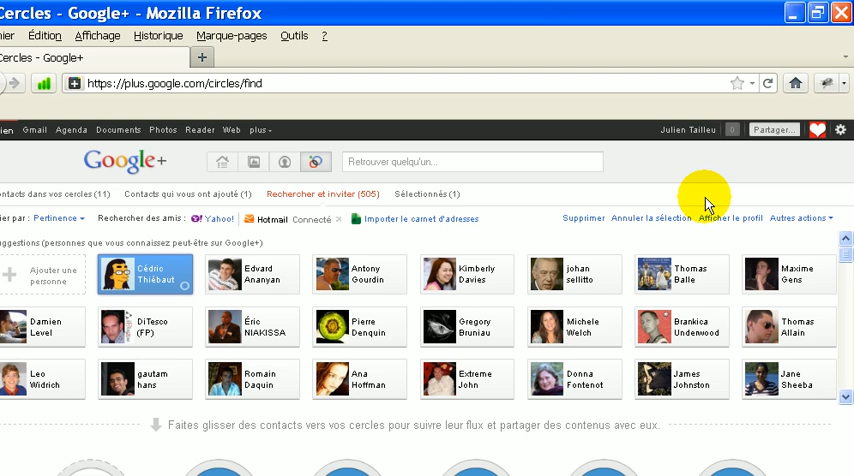 Cercles - Google+ - Mozilla Firefox
Édition Affichage Historique Marque-pages Outils ?
Cercles - Google+
https://plus.google.com/circles/find
Gmail Agenda Documents Photos Reader Web plus Julien Tailleu 0 Partager...
Google+ Retrouver quelqu'un...
ontacts dans vos cercles (11) Contacts qui vous ont ajouté (1) Rechercher et inviter (505) Sélectionnés (1)
ier par : Pertinence Rechercher des amis : Yahoo! Hotmail Connecté × Importer le carnet d'adresses Supprimer Annuler la sélection Afficher le profil Autres actions
uggestions (personnes que vous connaissez peut-être sur Google+)
Ajouter une personne
Cédric Thiébaut
Edvard Ananyan
Antony Gourdin
Kimberly Davies
johan sellitto
Thomas Balle
Maxime Gens
Damien Level
DiTesco (FP)
Éric NIAKISSA
Pierre Denquin
Gregory Bruniau
Michele Welch
Brankica Underwood
Thomas Allain
Leo Widrich
gautam hans
Romain Daquin
Ana Hoffman
Extreme John
Donna Fontenot
James Johnston
Jane Sheeba
Faites glisser des contacts vers vos cercles pour suivre leur flux et partager des contenus avec eux.